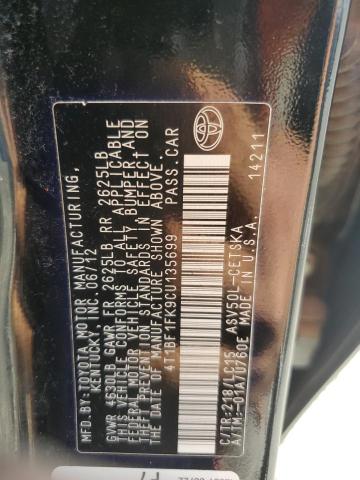 MFD.BY:TOYOTA MOTOR MANUFACTURING,
KENTUCKY, INC. 06/12
GVWR 4630LB GAWR FR 2625LB RR 2625LB
THIS VEHICLE CONFORMS TO ALL APPLICABLE
FEDERAL MOTOR VEHICLE SAFETY, BUMPER, AND
THEFT PREVENTION STANDARDS IN EFFECT ON
THE DATE OF MANUFACTURE SHOWN ABOVE.
4T1BF1FK9CU135699 PASS.CAR
C/TR:218/LC15 ASV50L-CETSKA
A/TM:-01A/U760E MADE IN U.S.A. 14211